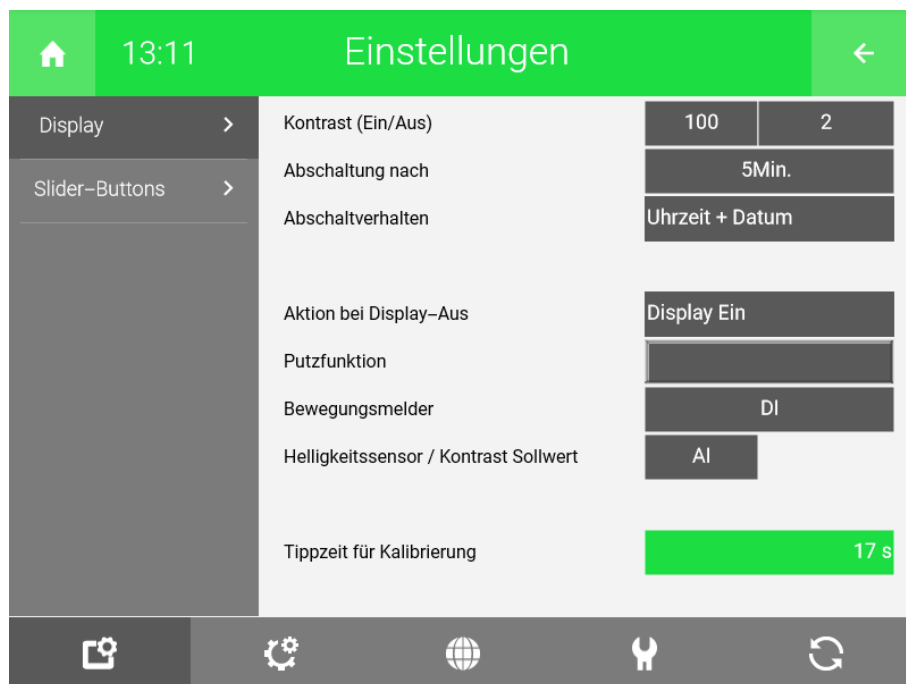 13:11 Einstellungen
Display
Slider-Buttons
Kontrast (Ein/Aus) 100 2
Abschaltung nach 5Min.
Abschaltverhalten Uhrzeit + Datum
Aktion bei Display-Aus Display Ein
Putzfunktion
Bewegungsmelder DI
Helligkeitssensor / Kontrast Sollwert AI
Tippzeit für Kalibrierung 17 s